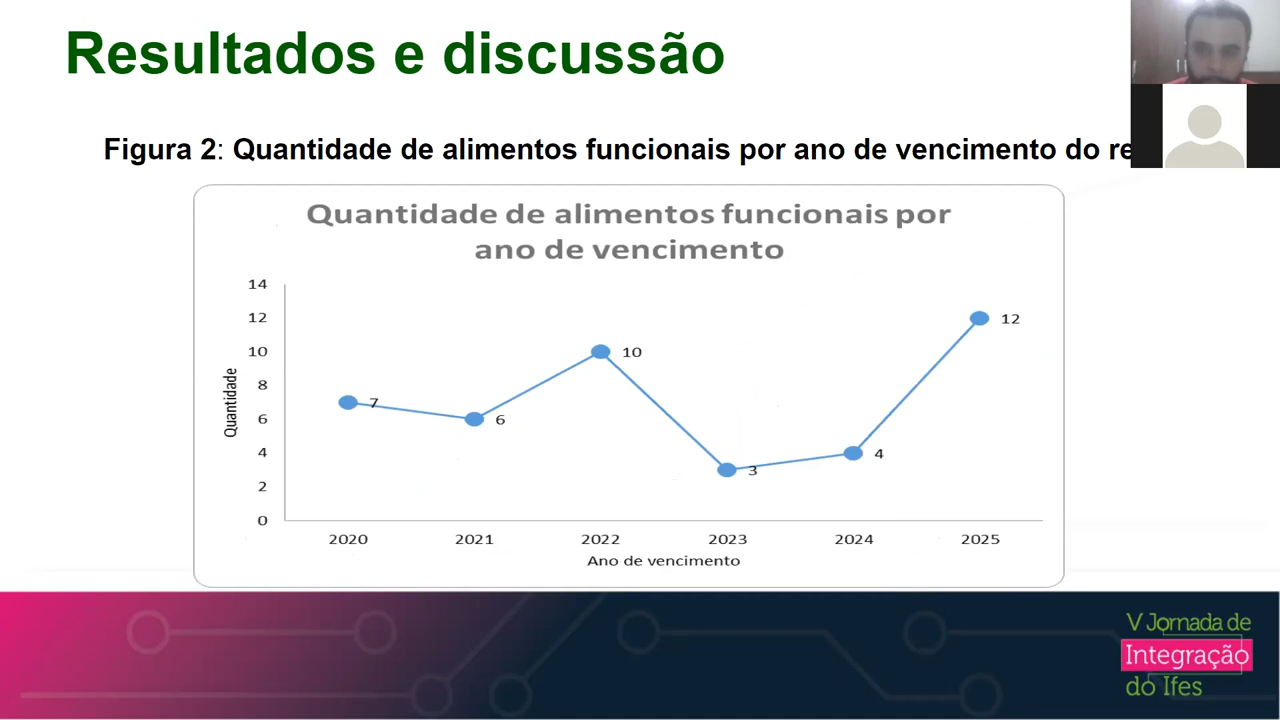 Resultados e discussão
Figura 2: Quantidade de alimentos funcionais por ano de vencimento do
Quantidade de alimentos funcionais por
ano de vencimento
14
12
10
8
6
4
2
0
Quantidade
7
6
10
3
4
12
2020 2021 2022 2023 2024 2025
Ano de vencimento
V Jornada de
Integração
do Ifes